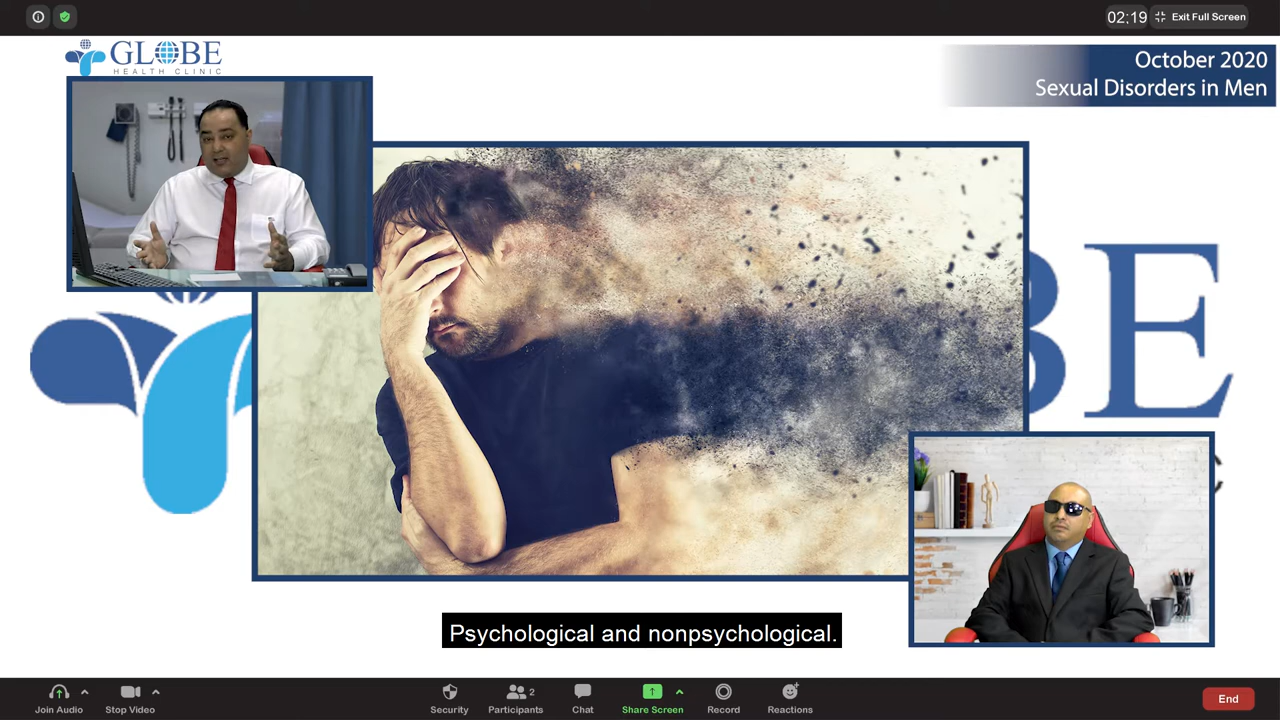 02:19
Exit Full Screen
GLOBE
HEALTH CLINIC
October 2020
Sexual Disorders in Men
BE
Psychological and nonpsychological.
Join Audio
Stop Video
Security
Participants
2
Chat
Share Screen
Record
Reactions
End